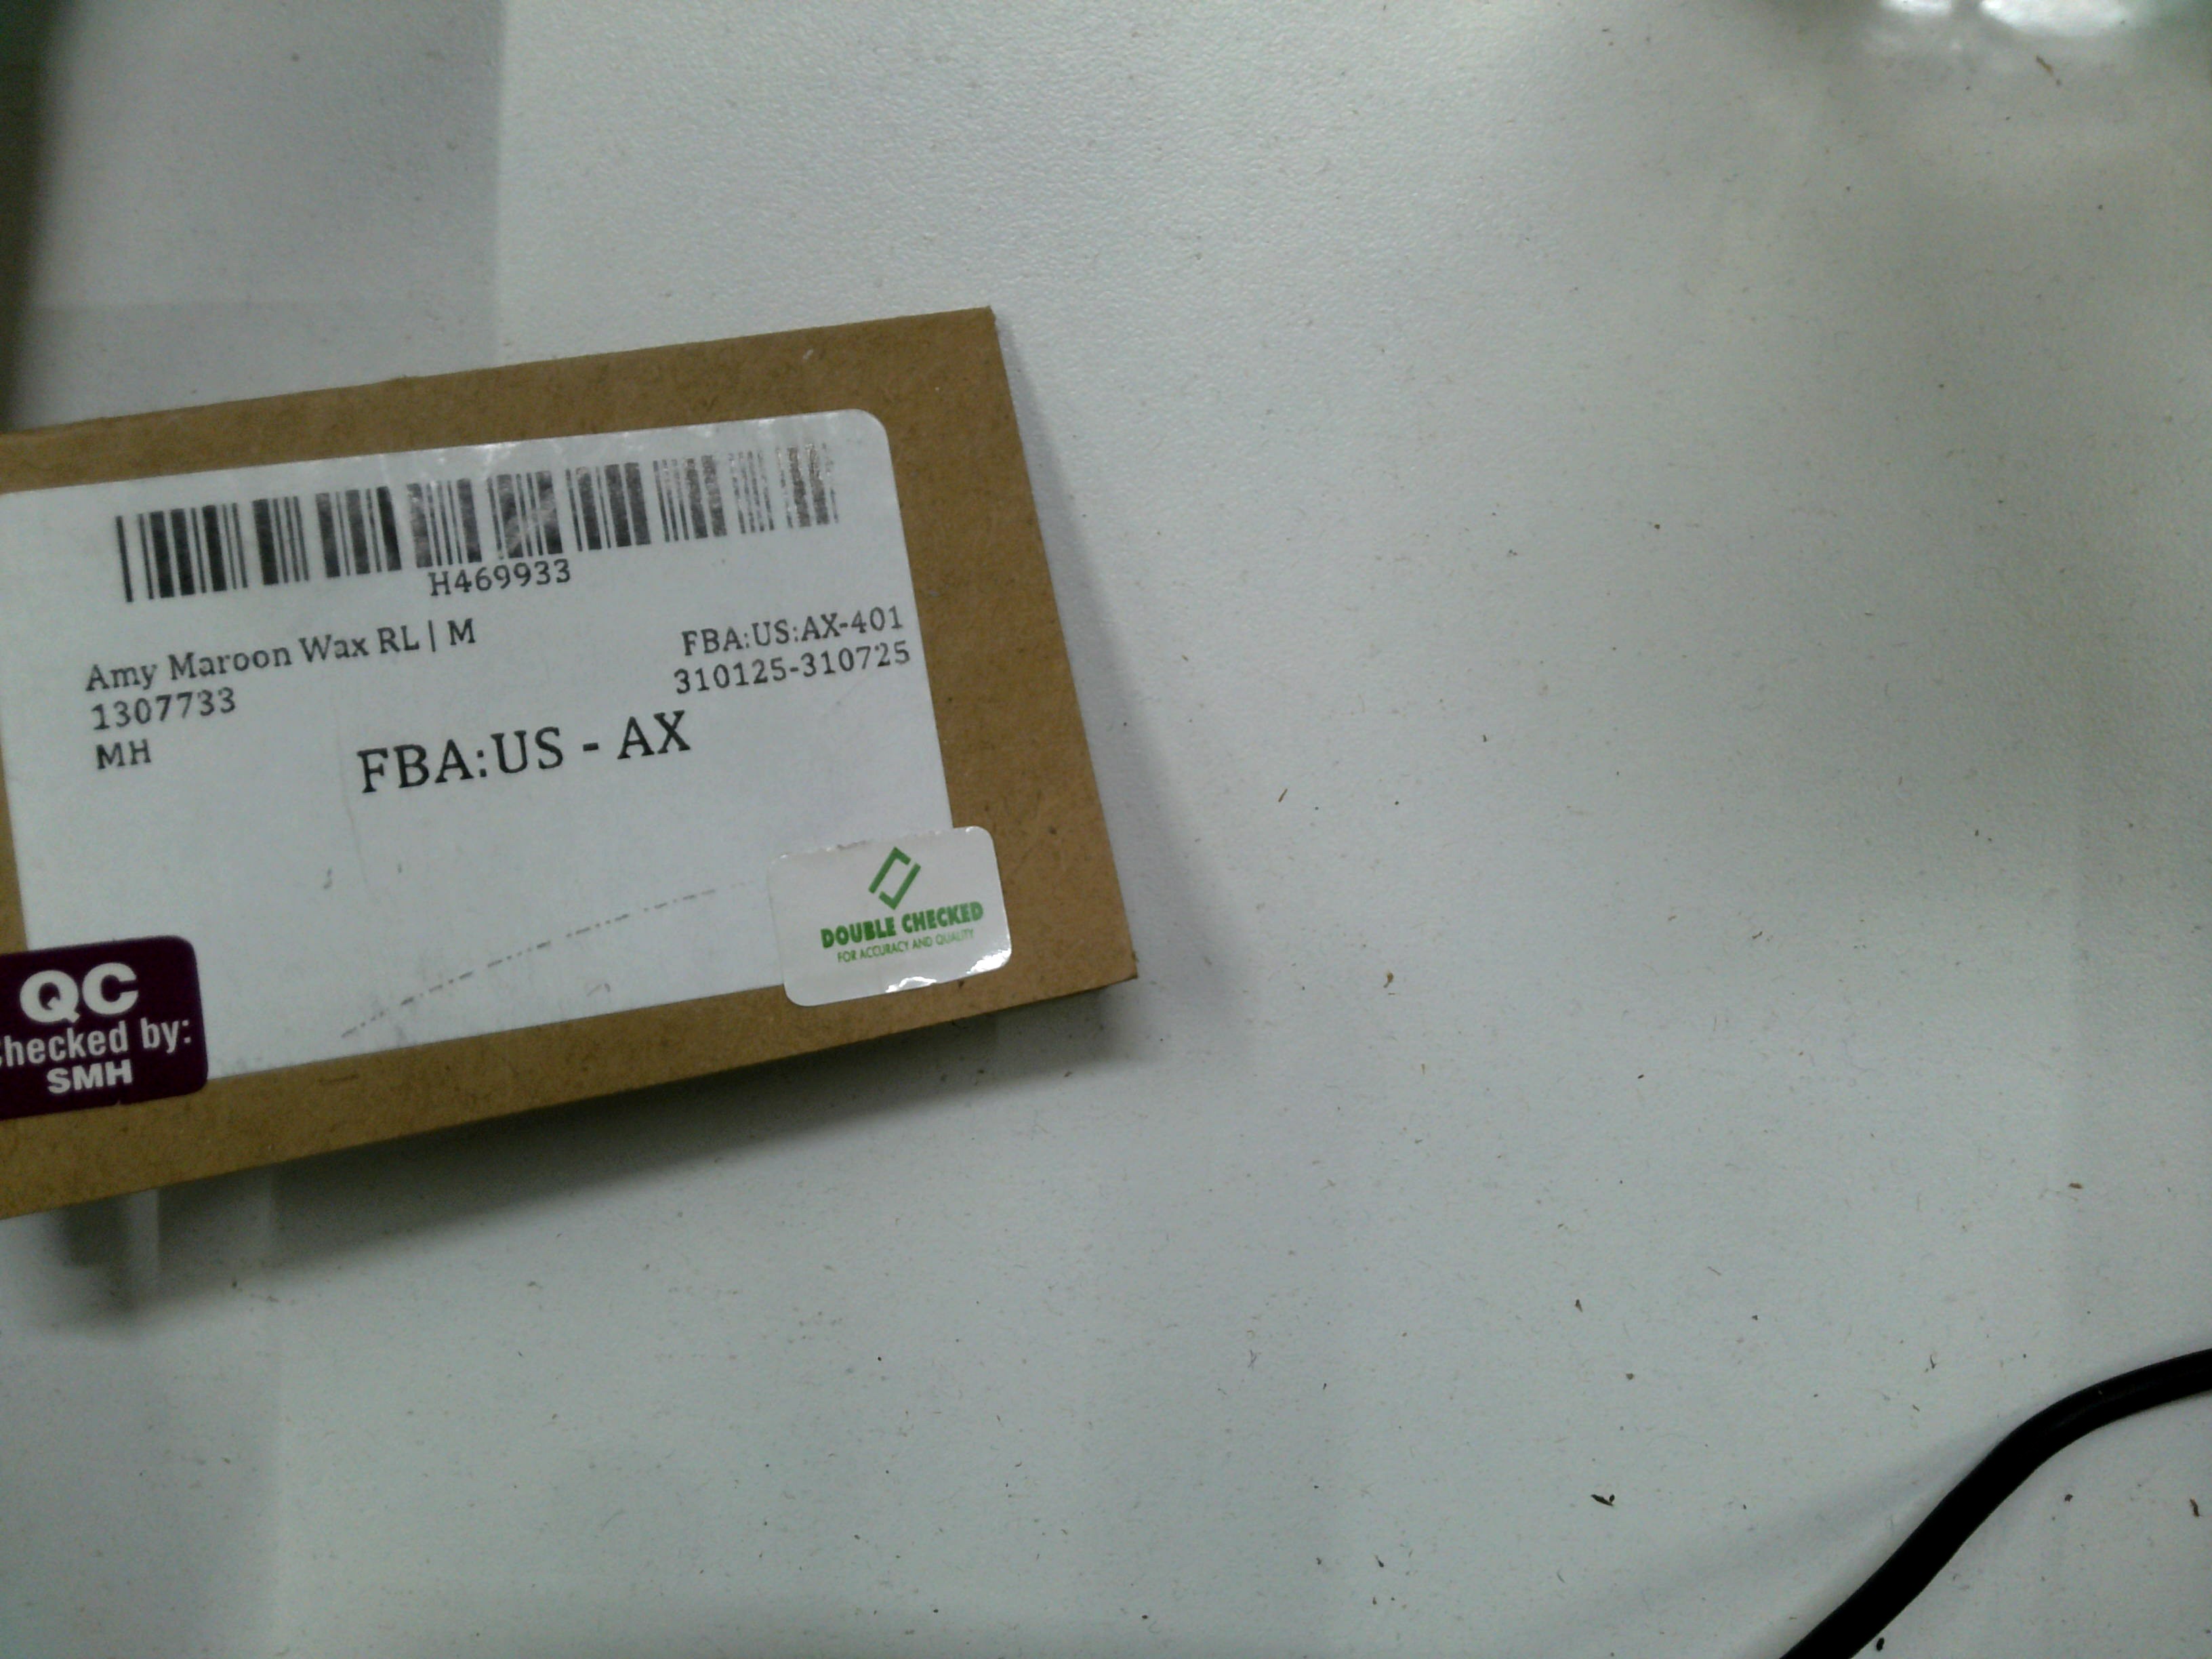 H469933
Amy Maroon Wax RL | M
1307733
MH
FBA:US:AX-401
310125-310725
FBA:US - AX
DOUBLE CHECKED
FOR ACCURACY AND QUALITY
QC
hecked by:
SMH